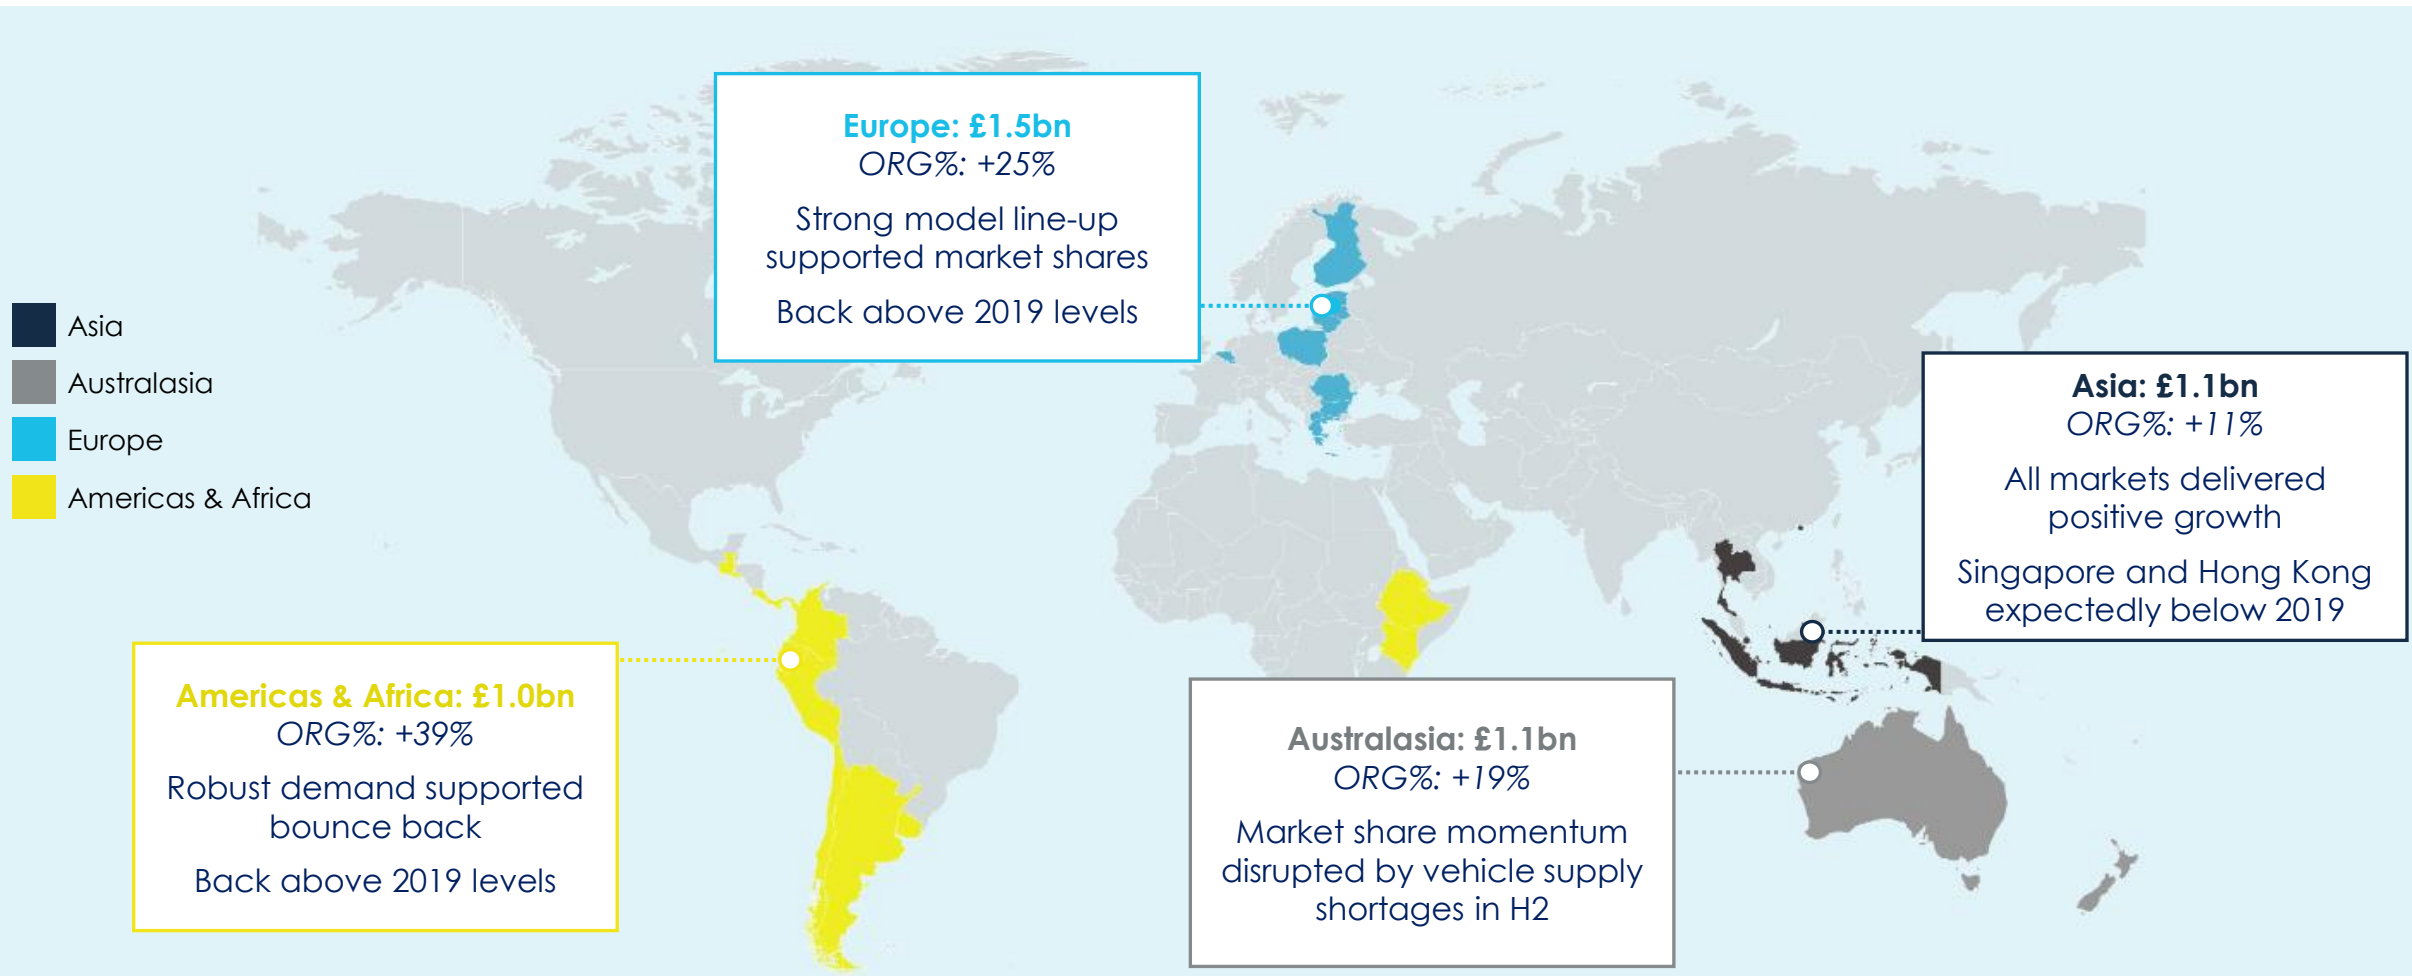 Europe: £1.5bn
ORG%: +25%
Strong model line-up
supported market shares
Back above 2019 levels
Asia
Australasia
Europe
Americas & Africa
Asia: £1.1bn
ORG%: +11%
All markets delivered
positive growth
Singapore and Hong Kong
expectedly below 2019
Americas & Africa: £1.0bn
ORG%: +39%
Robust demand supported
bounce back
Back above 2019 levels
Australasia: £1.1bn
ORG%: +19%
Market share momentum
disrupted by vehicle supply
shortages in H2